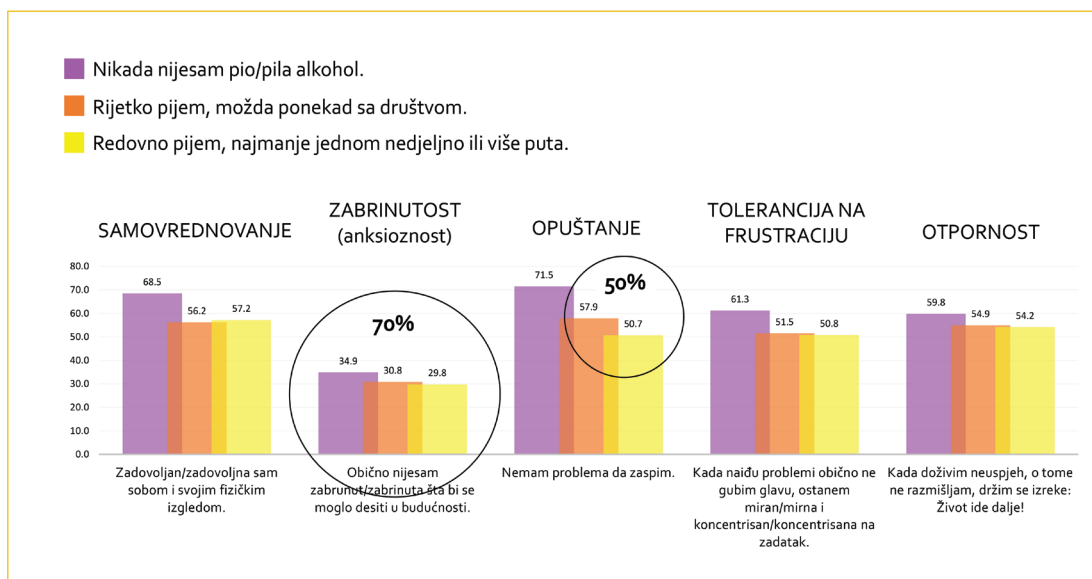 Nikada nijesam pio/pila alkohol.
Rijetko pijem, možda ponekad sa društvom.
Redovno pijem, najmanje jednom nedjeljno ili više puta.
SAMOVREDNOVANJE
ZABRINUTOST
(anksioznost)
OPUŠTANJE
TOLERANCIJA NA
FRUSTRACIJU
OTPORNOST
80.0
70.0
60.0
50.0
40.0
30.0
20.0
10.0
0.0
68.5
56.2
57.2
70%
34.9
30.8
29.8
71.5
50%
57.9
50.7
61.3
51.5
50.8
59.8
54.9
54.2
Zadovoljan/zadovoljna sam
sobom i svojim fizičkim
izgledom.
Obično nijesam
zabrunut/zabrinuta šta bi se
moglo desiti u budućnosti.
Nemam problema da zaspim.
Kada naiđu problemi obično ne
gubim glavu, ostanem
miran/mirna i
koncentrisan/koncentrisana na
zadatak.
Kada doživim neuspjeh, o tome
ne razmišljam, držim se izreke:
Život ide dalje!